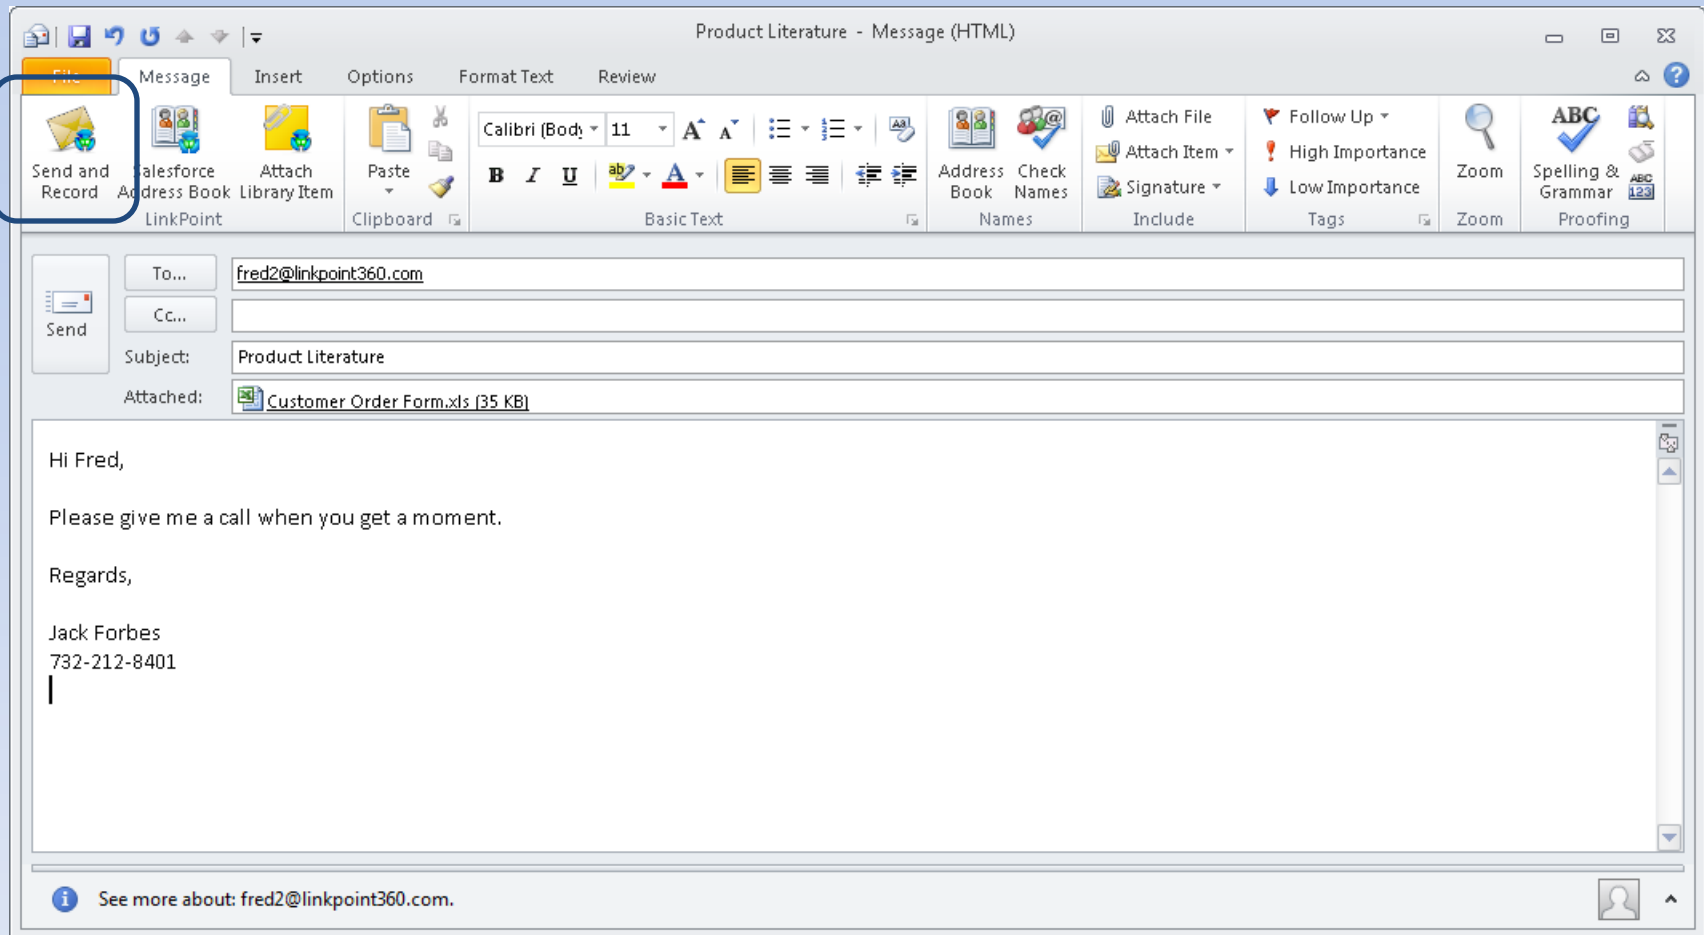 Product Literature - Message (HTML)
File Message Insert Options Format Text Review
Send and Record
Salesforce Address Book
Attach Library Item
LinkPoint
Paste
Clipboard
Calibri (Body 11
B I U
Basic Text
Address Book
Check Names
Names
Attach File
Attach Item
Signature
Include
Follow Up
High Importance
Low Importance
Tags
Zoom
Zoom
ABC
Spelling & Grammar
ABC
123
Proofing
Send
To... fred2@linkpoint360.com
Cc...
Subject: Product Literature
Attached: Customer Order Form.xls (35 KB)
Hi Fred,
Please give me a call when you get a moment.
Regards,
Jack Forbes
732-212-8401
See more about: fred2@linkpoint360.com.